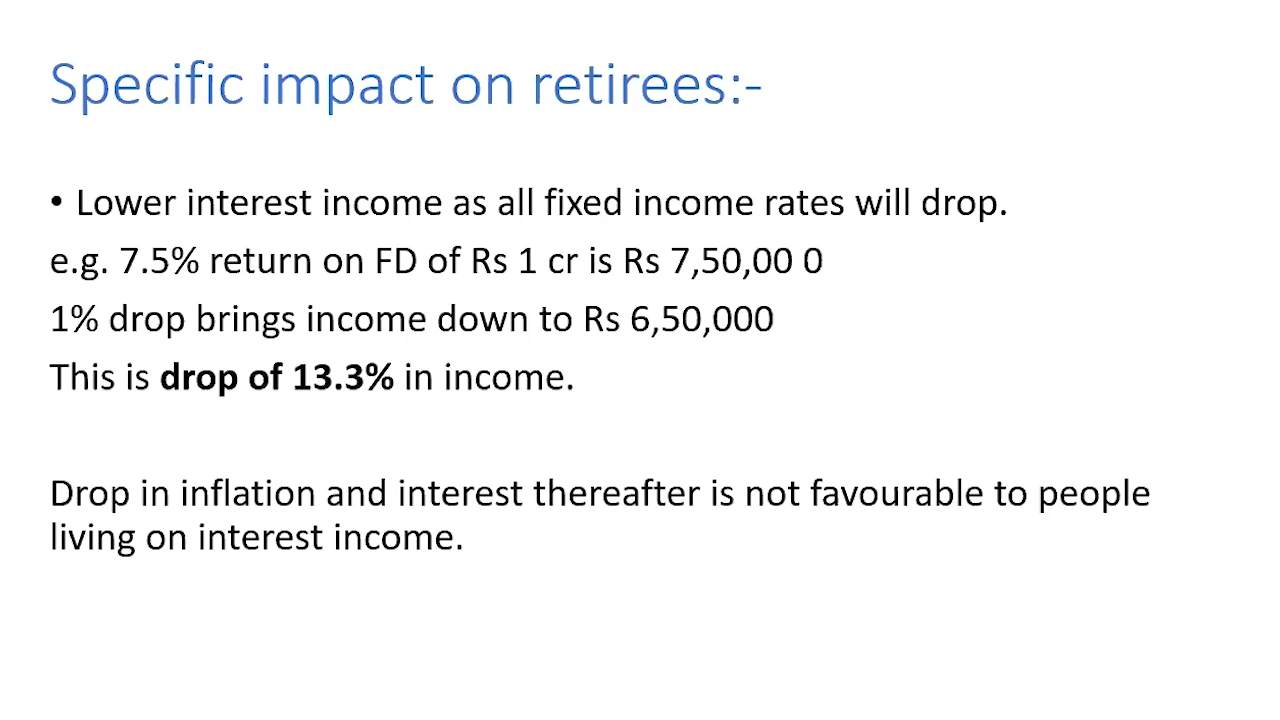 Specific impact on retirees:-
• Lower interest income as all fixed income rates will drop.
e.g. 7.5% return on FD of Rs 1 cr is Rs 7,50,00 0
1% drop brings income down to Rs 6,50,000
This is drop of 13.3% in income.
Drop in inflation and interest thereafter is not favourable to people
living on interest income.